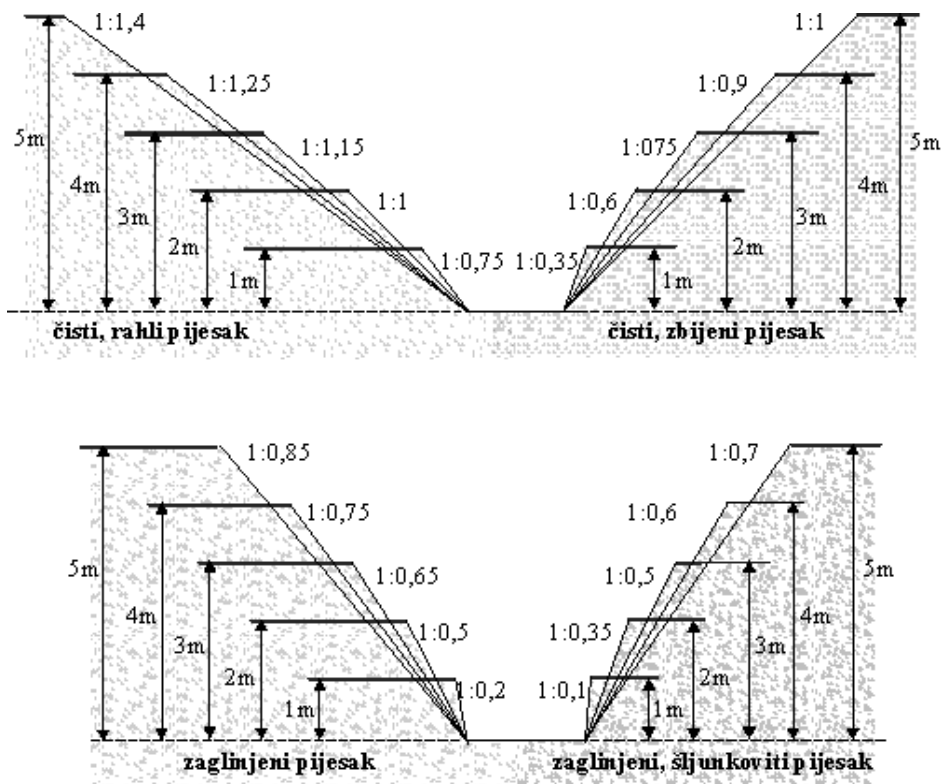 1:1,4
1:1
1:1,25
1:0,9
5m
1:1,15
1:075
5m
4m
4m
3m
1:1
1:0,6
3m
2m
2m
1m
1:0,75
1:0,35
1m
čisti, rahli pijesak
čisti, zbijeni pijesak
1:0,85
1:0,7
1:0,75
1:0,6
5m
1:0,65
1:0,5
5m
4m
4m
3m
1:0,5
1:0,35
3m
2m
2m
1m
1:0,2
1:0,1
1m
zaglinjeni pijesak
zaglinjeni, šljunkoviti pijesak